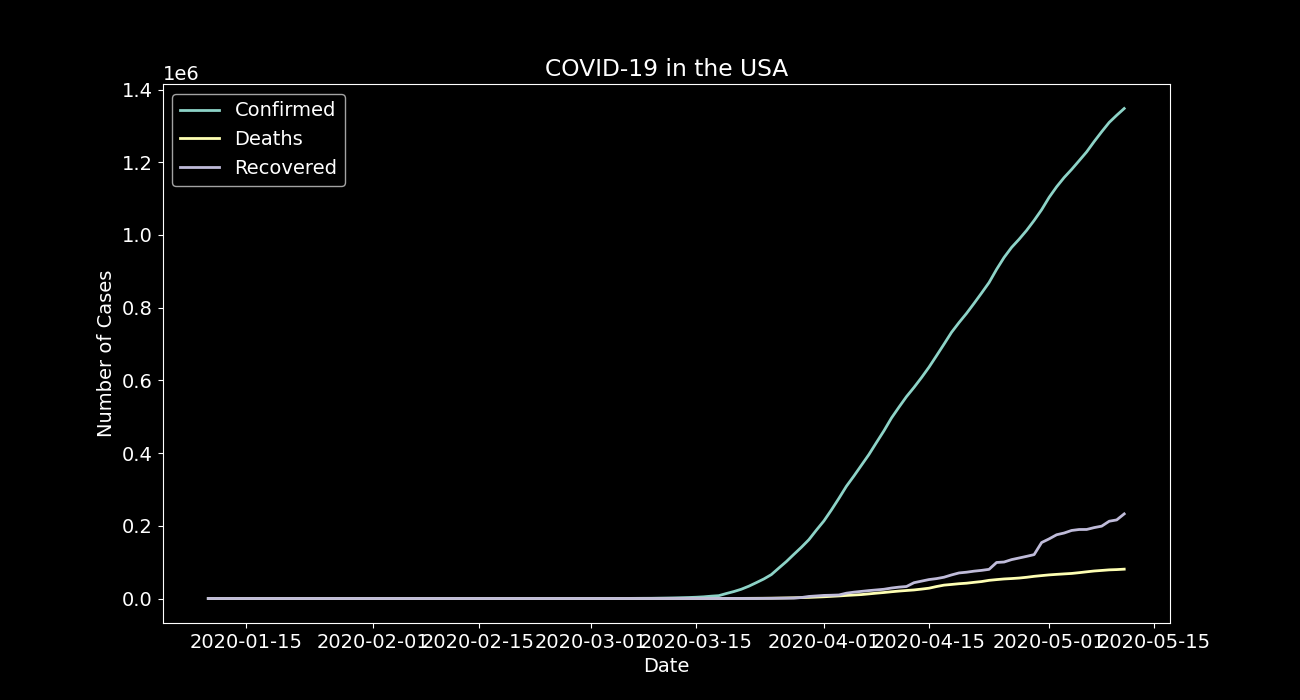 COVID-19 in the USA
1e6
1.4
1.2
1.0
0.8
0.6
0.4
0.2
0.0
Number of Cases
Confirmed
Deaths
Recovered
2020-01-15 2020-02-01 2020-02-15 2020-03-01 2020-03-15 2020-04-01 2020-04-15 2020-05-01 2020-05-15
Date